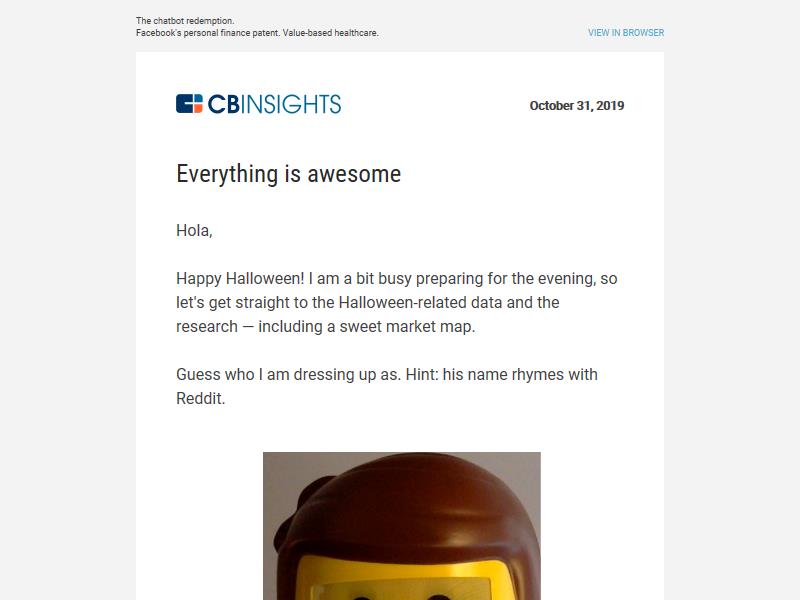 The chatbot redemption.
Facebook's personal finance patent. Value-based healthcare.
VIEW IN BROWSER
CBINSIGHTS
October 31, 2019
Everything is awesome
Hola,
Happy Halloween! I am a bit busy preparing for the evening, so
let's get straight to the Halloween-related data and the
research — including a sweet market map.
Guess who I am dressing up as. Hint: his name rhymes with
Reddit.